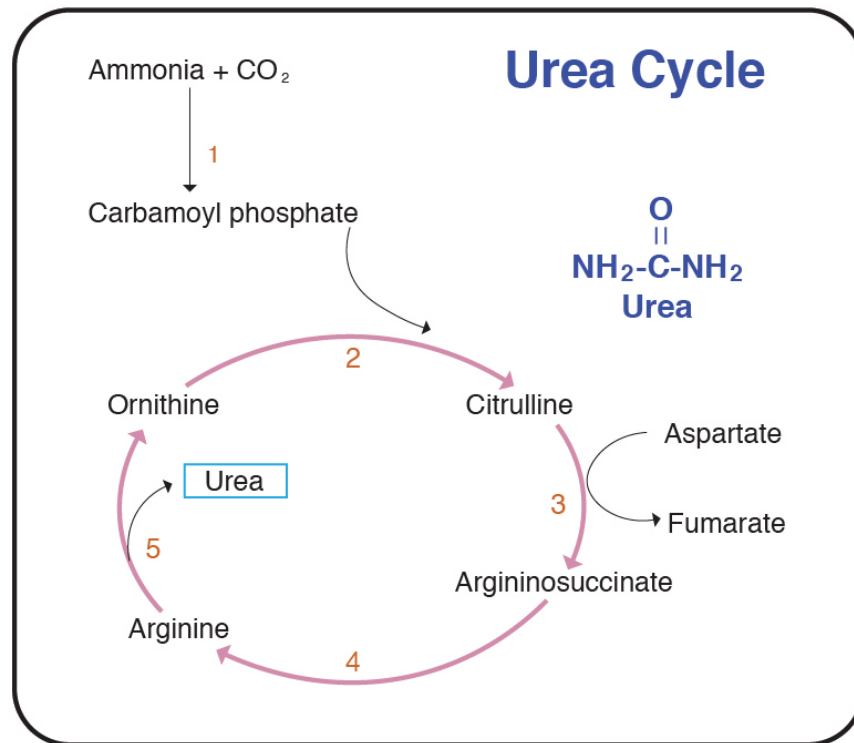 Urea Cycle
Ammonia + CO₂
1
Carbamoyl phosphate
O
||
NH₂-C-NH₂
Urea
2
Ornithine
Citrulline
Aspartate
Urea
3
Fumarate
5
Argininosuccinate
Arginine
4